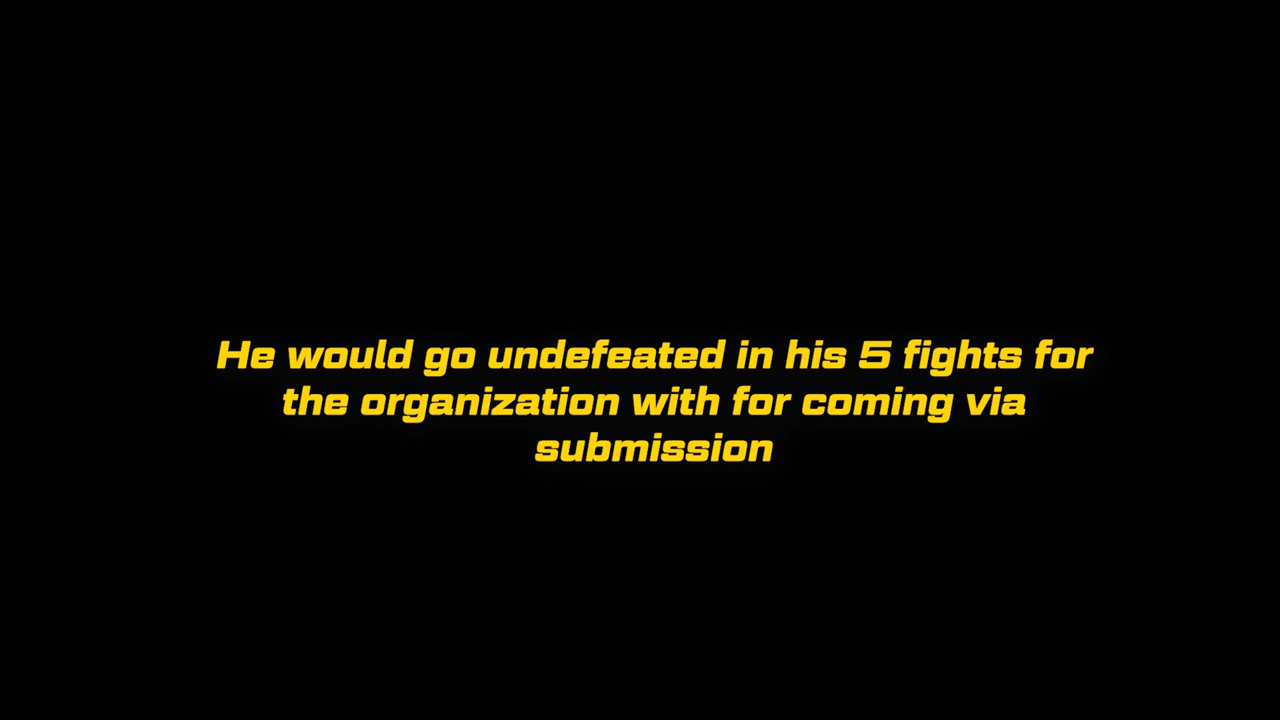 He would go undefeated in his 5 fights for
the organization with for coming via
submission